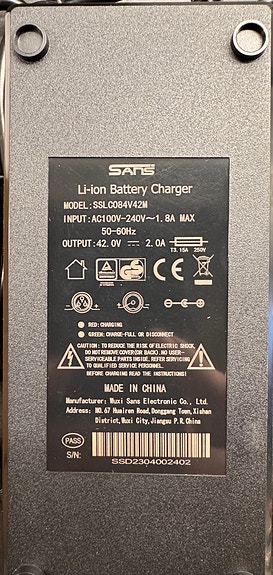 SANS
Li-ion Battery Charger
MODEL:SSLC084V42M
INPUT:AC100V-240V~1.8A MAX
50-60Hz
OUTPUT:42.0V ⎓ 2.0A
T3.15A 250V
RED:CHARGING
GREEN:CHARGE-FULL OR DISCONNECT
CAUTION: TO REDUCE THE RISK OF ELECTRIC SHOCK,
DO NOT REMOVE COVER(OR BACK). NO USER-
SERVICEABLE PARTS INSIDE. REFER SERVICING
TO QUALIFIED SERVICE PERSONNEL.
BEFORE CHARGING READ THE INSTRUCTIONS!
MADE IN CHINA
Manufacturer: Wuxi Sans Electronic Co., Ltd.
Address: NO.67 Huairen Road,Donggang Town,Xishan
District,Wuxi City,Jiangsu P.R.China
PASS
S/N:
SSD2304002402